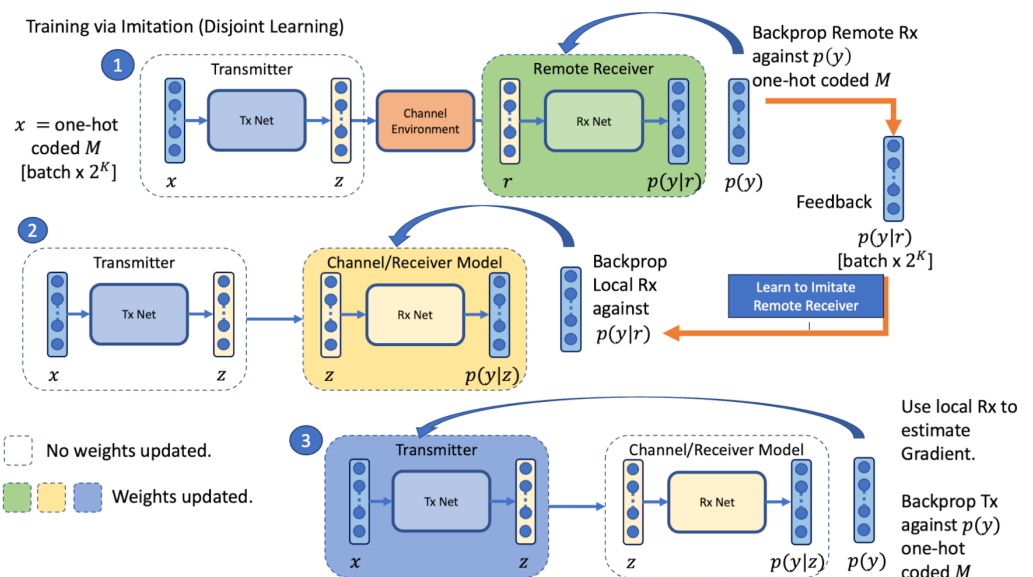 Training via Imitation (Disjoint Learning)
1
Transmitter
Tx Net
x
z
x = one-hot
coded M
[batch x 2^K]
Channel
Environment
Remote Receiver
Rx Net
r
p(y|r)
p(y)
Backprop Remote Rx
against p(y)
one-hot coded M
Feedback
p(y|r)
[batch x 2^K]
Learn to Imitate
Remote Receiver
2
Transmitter
Tx Net
x
z
Channel/Receiver Model
Rx Net
z
p(y|z)
Backprop
Local Rx
against
p(y|r)
No weights updated.
Weights updated.
3
Transmitter
Tx Net
x
z
Channel/Receiver Model
Rx Net
z
p(y|z)
p(y)
Use local Rx to
estimate
Gradient.
Backprop Tx
against p(y)
one-hot
coded M